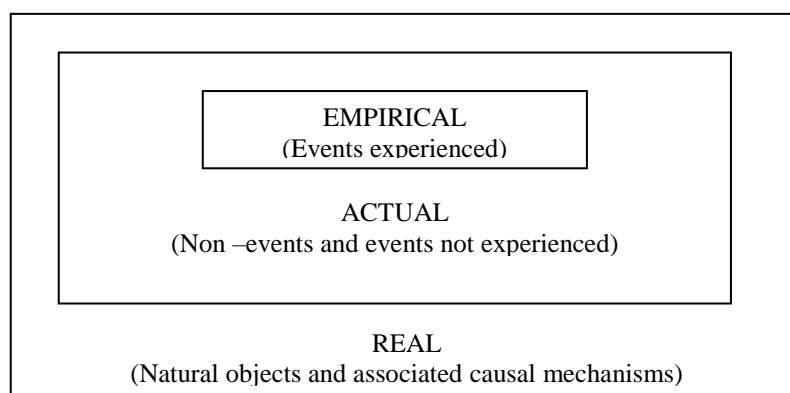 EMPIRICAL
(Events experienced)
ACTUAL
(Non –events and events not experienced)
REAL
(Natural objects and associated causal mechanisms)